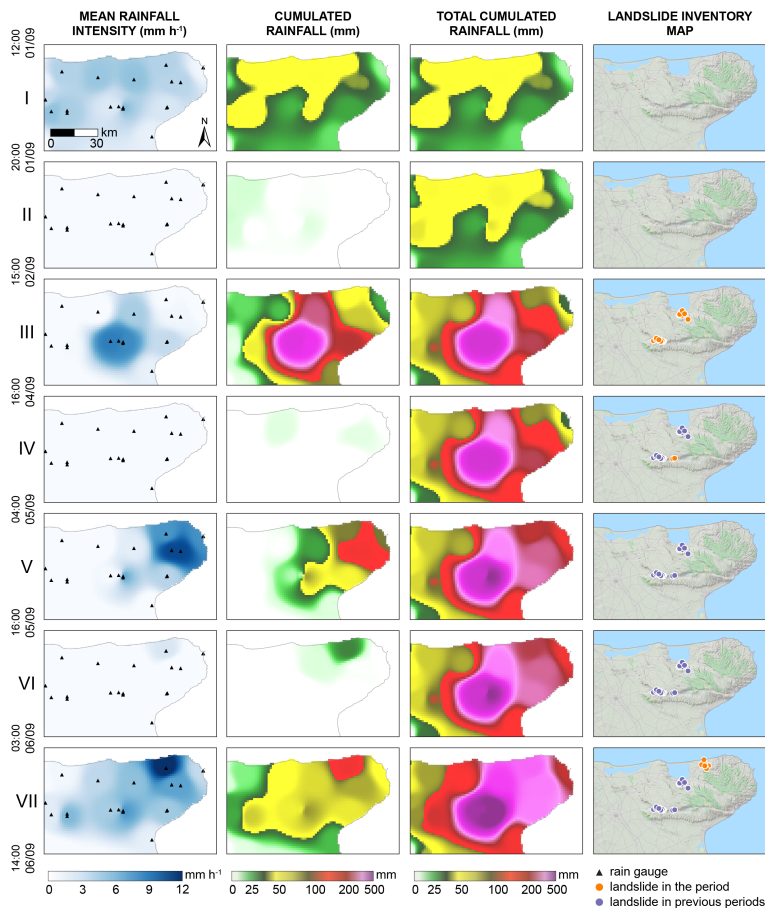 MEAN RAINFALL
INTENSITY (mm h-1)
CUMULATED
RAINFALL (mm)
TOTAL CUMULATED
RAINFALL (mm)
LANDSLIDE INVENTORY
MAP
12:00
01/09
I
0 30 km
N
20:00
01/09
II
15:00
02/09
III
16:00
04/09
IV
04:00
05/09
V
16:00
05/09
VI
03:00
06/09
VII
14:00
06/09
mm h-1
0 3 6 9 12
mm
0 25 50 100 200 500
mm
0 25 50 100 200 500
rain gauge
landslide in the period
landslide in previous periods